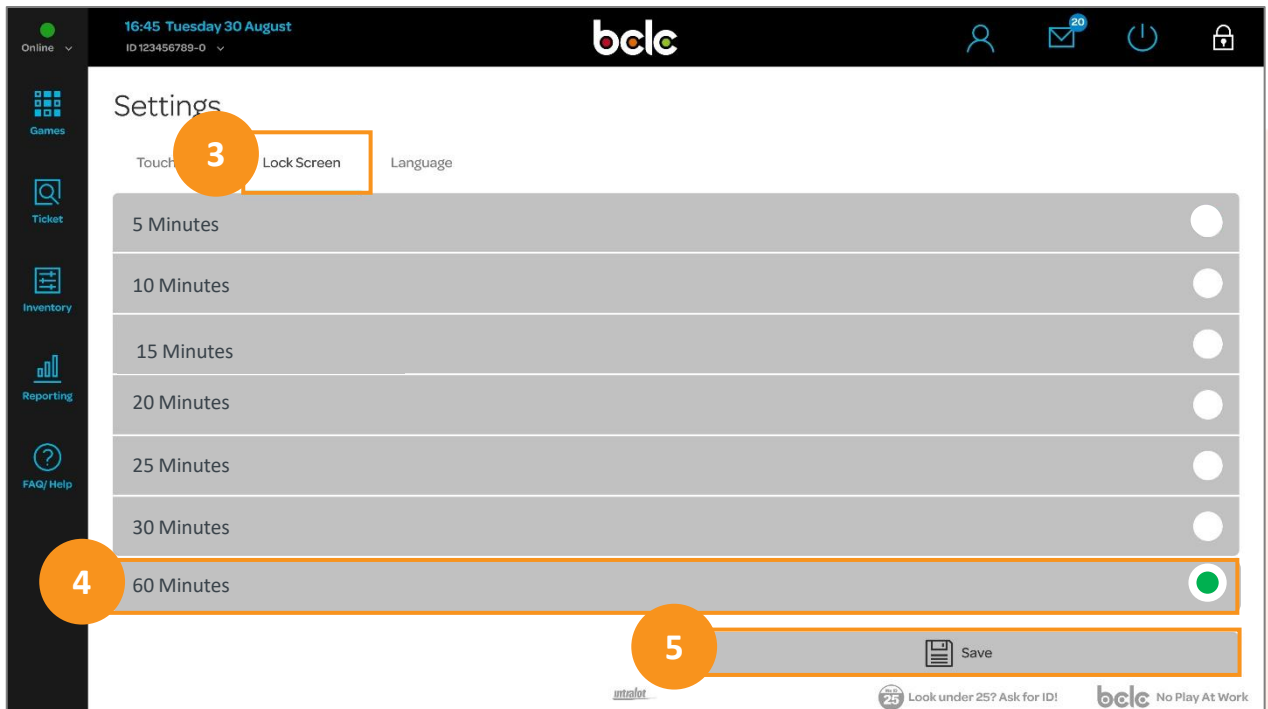 Online
16:45 Tuesday 30 August
ID 123456789-0
bclc
20
Games
Ticket
Inventory
Reporting
FAQ/ Help
Settings
Touch
3
Lock Screen
Language
5 Minutes
10 Minutes
15 Minutes
20 Minutes
25 Minutes
30 Minutes
4
60 Minutes
5
Save
intralot
25
Look under 25? Ask for ID!
bclc No Play At Work